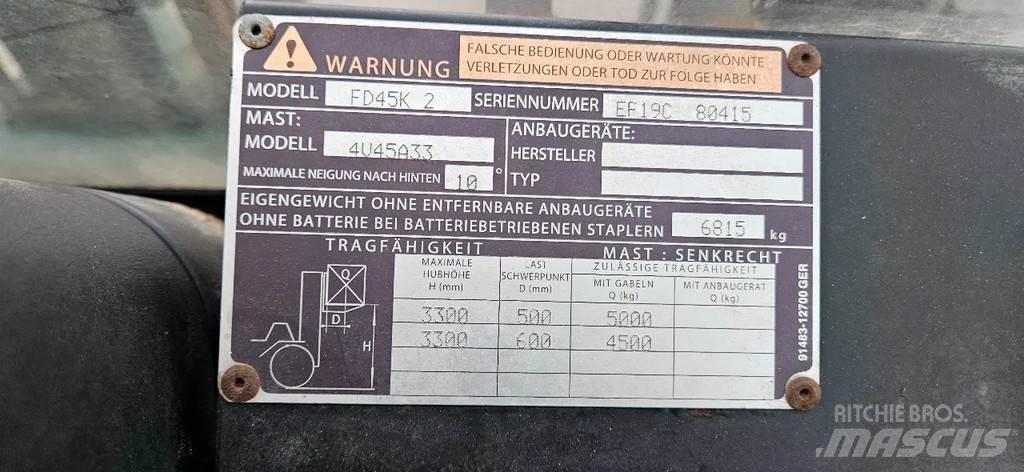 WARNUNG
FALSCHE BEDIENUNG ODER WARTUNG KÖNNTE
VERLETZUNGEN ODER TOD ZUR FOLGE HABEN
MODELL FD45K 2 SERIENNUMMER EF19C 80415
MAST:
MODELL 4V45A33
MAXIMALE NEIGUNG NACH HINTEN 10°
ANBAUGERÄTE:
HERSTELLER
TYP
EIGENGEWICHT OHNE ENTFERNBARE ANBAUGERÄTE
OHNE BATTERIE BEI BATTERIEBETRIEBENEN STAPLERN 6815 kg
TRAGFÄHIGKEIT MAST : SENKRECHT
MAXIMALE HUBHÖHE H (mm)
LAST SCHWERPUNKT D (mm)
ZULÄSSIGE TRAGFÄHIGKEIT
MIT GABELN Q (kg)
MIT ANBAUGERAT Q (kg)
3300 500 5000
3300 600 4500
Q
D
H
91483-12700 GER
RITCHIE BROS.
MASCUS